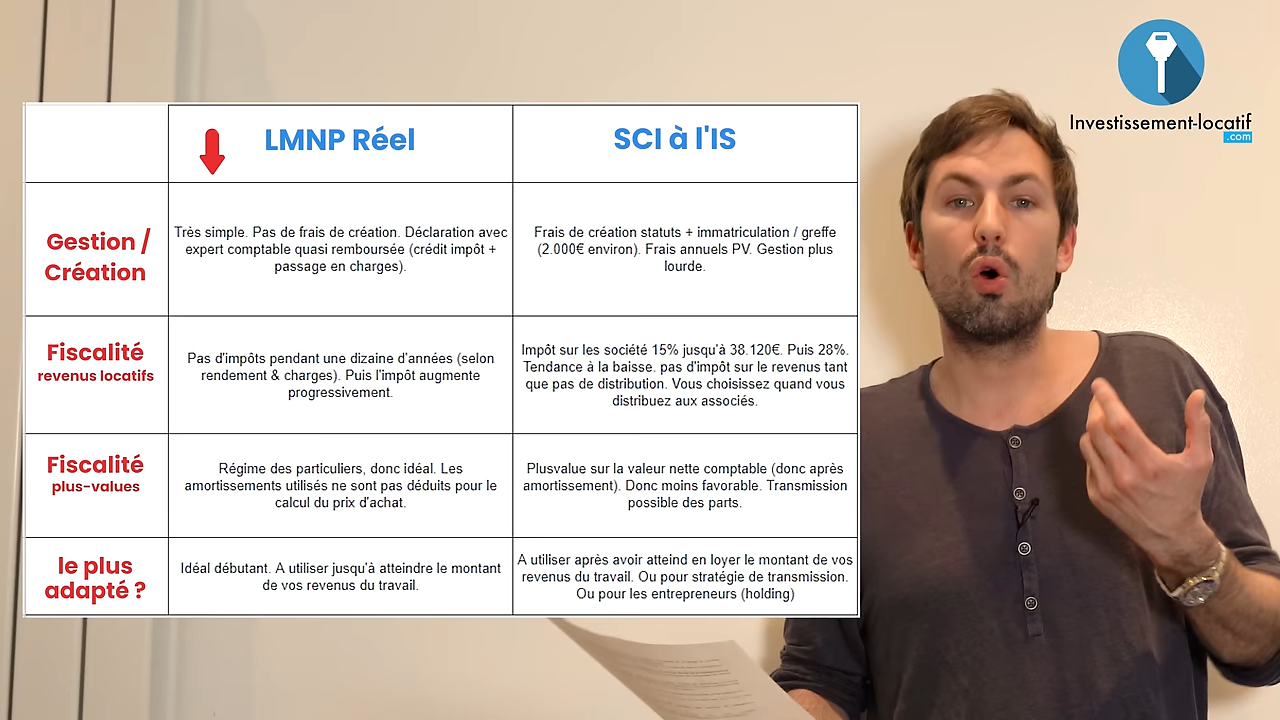 Investissement-locatif
.com
LMNP Réel
SCI à l'IS
Gestion /
Création
Très simple. Pas de frais de création. Déclaration avec
expert comptable quasi remboursée (crédit impôt +
passage en charges).
Frais de création statuts + immatriculation / greffe
(2.000€ environ). Frais annuels PV. Gestion plus
lourde.
Fiscalité
revenus locatifs
Pas d'impôts pendant une dizaine d'années (selon
rendement & charges). Puis l'impôt augmente
progressivement.
Impôt sur les société 15% jusqu'à 38.120€. Puis 28%.
Tendance à la baisse. pas d'impôt sur le revenu tant
que pas de distribution. Vous choisissez quand vous
distribuez aux associés.
Fiscalité
plus-values
Régime des particuliers, donc idéal. Les
amortissements utilisés ne sont pas déduits pour le
calcul du prix d'achat.
Plusvalue sur la valeur nette comptable (donc après
amortissement). Donc moins favorable. Transmission
possible des parts.
le plus
adapté ?
Idéal débutant. A utiliser jusqu'à atteindre le montant
de vos revenus du travail.
A utiliser après avoir atteind en loyer le montant de vos
revenus du travail. Ou pour stratégie de transmission.
Ou pour les entrepreneurs (holding)